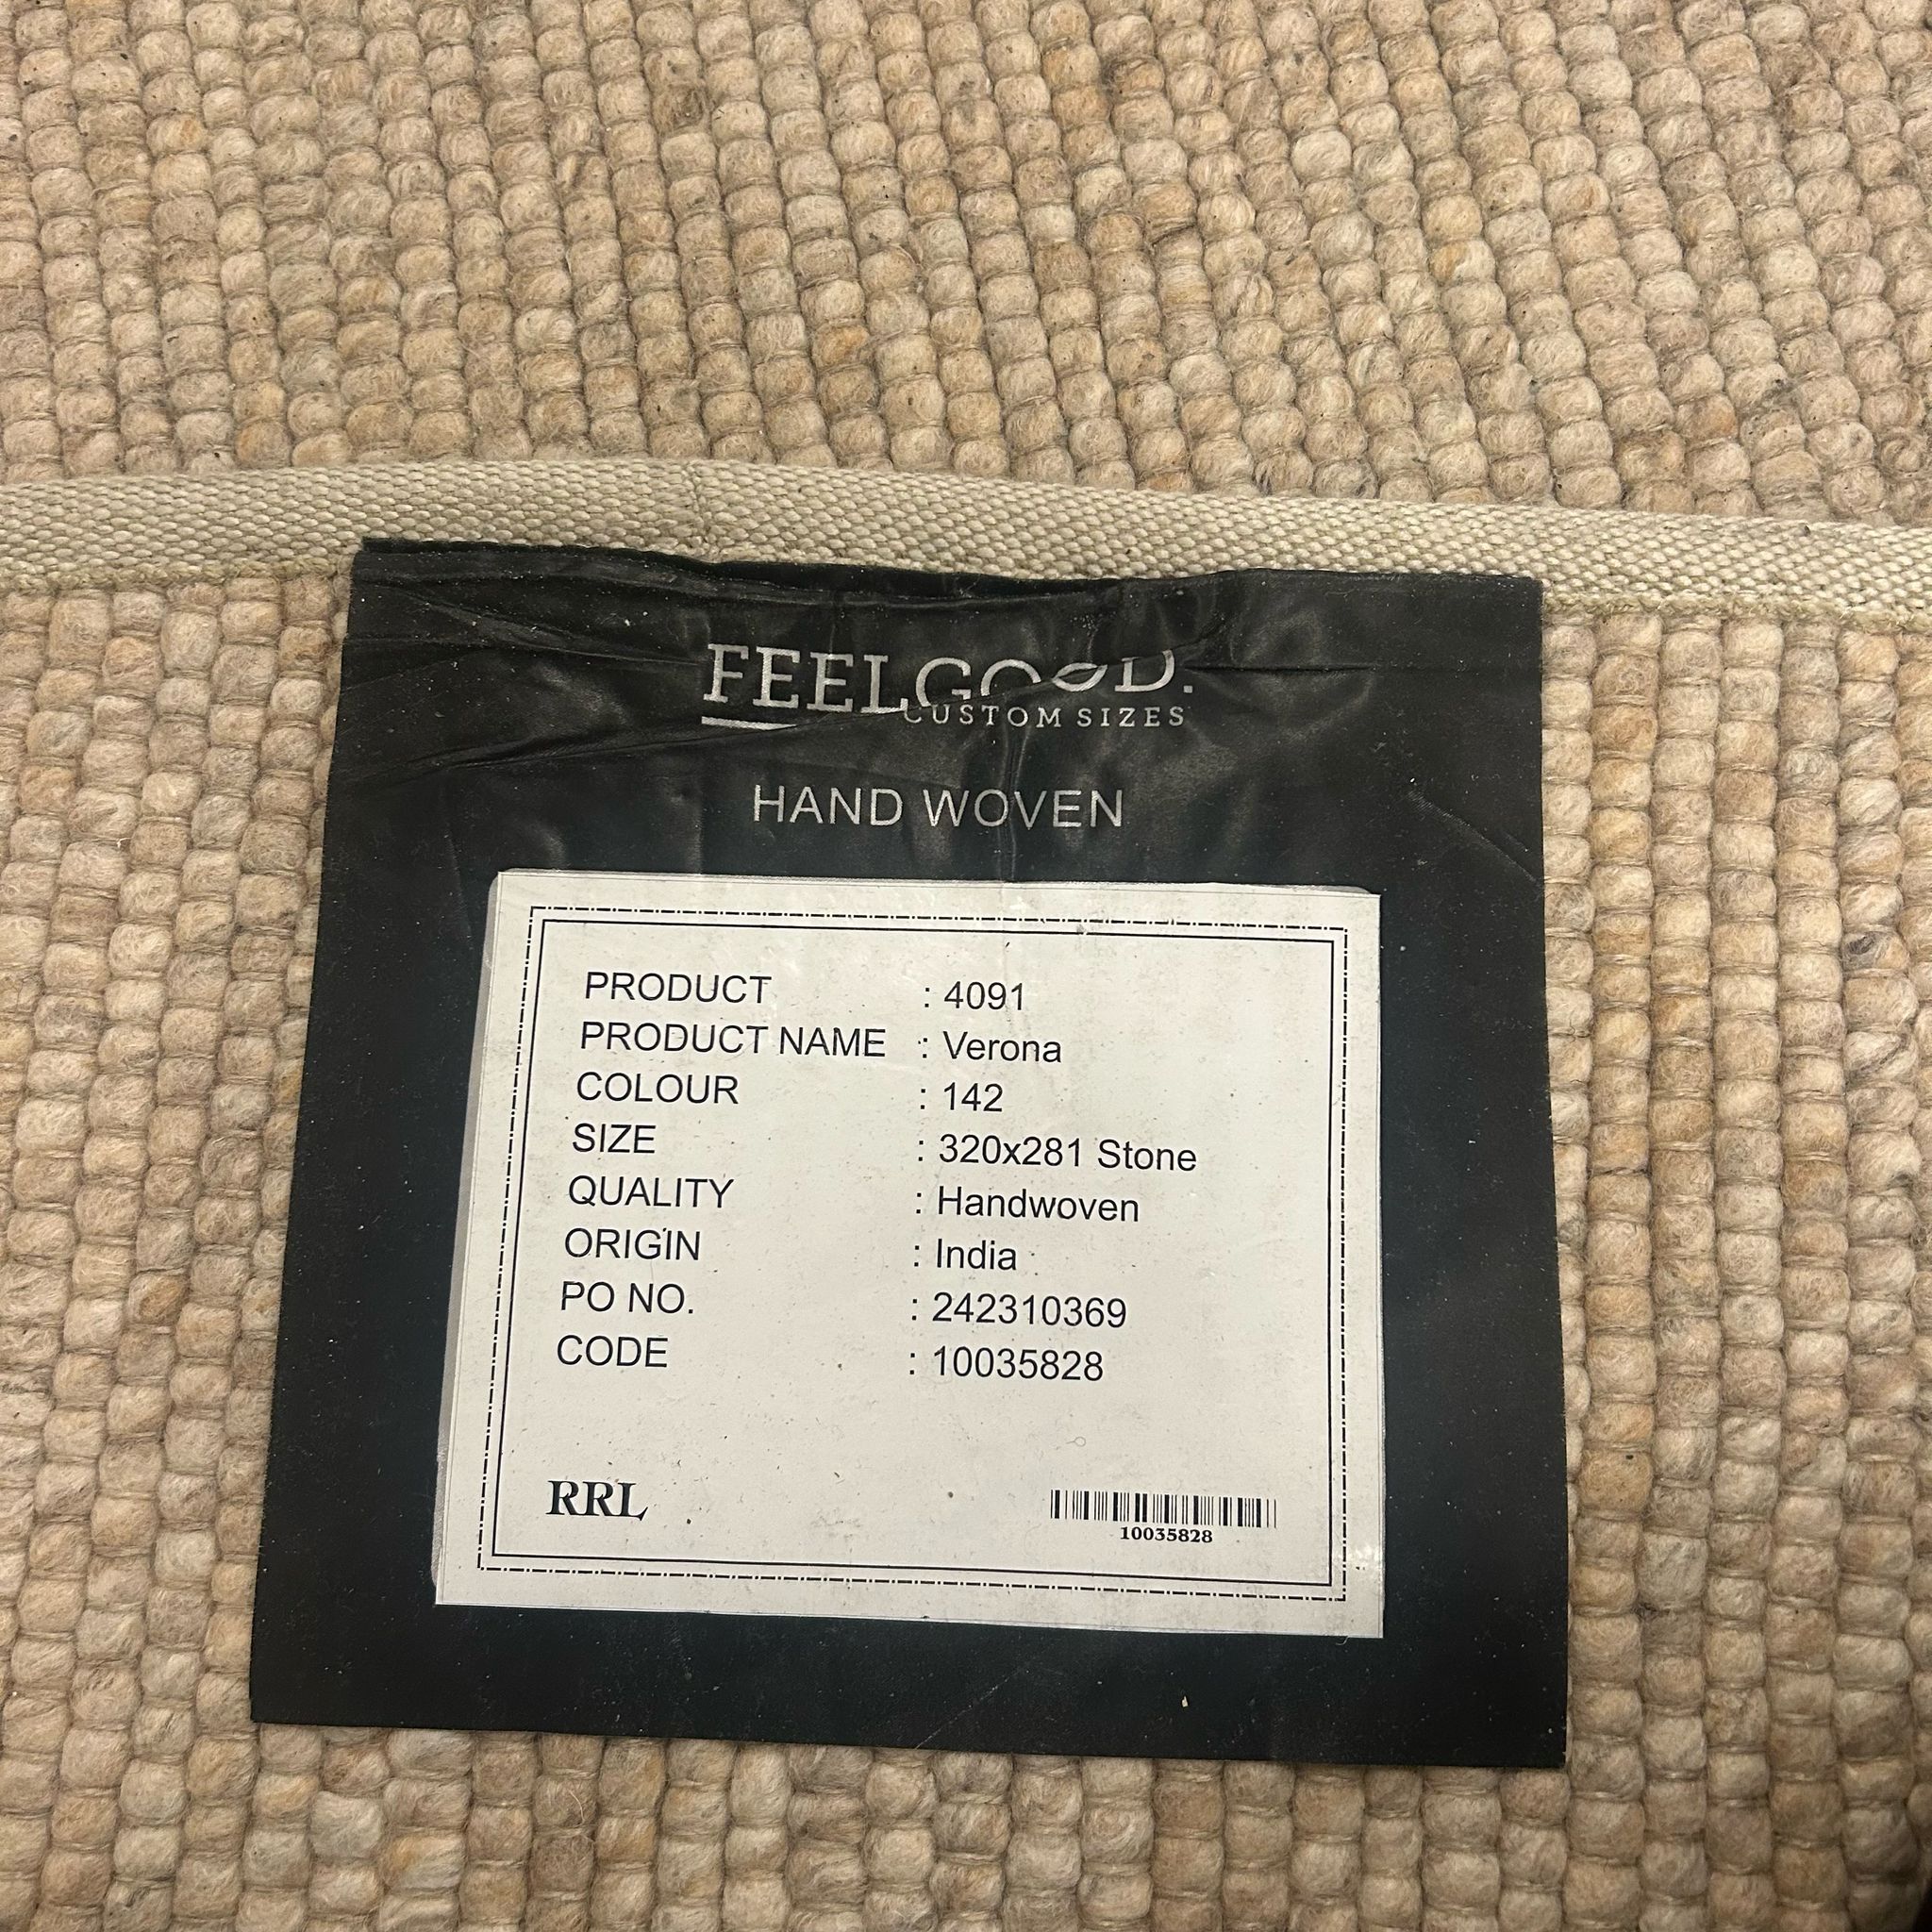 FEELGOOD.
CUSTOM SIZES
HAND WOVEN
PRODUCT : 4091
PRODUCT NAME : Verona
COLOUR : 142
SIZE : 320x281 Stone
QUALITY : Handwoven
ORIGIN : India
PO NO. : 242310369
CODE : 10035828
RRL
10035828